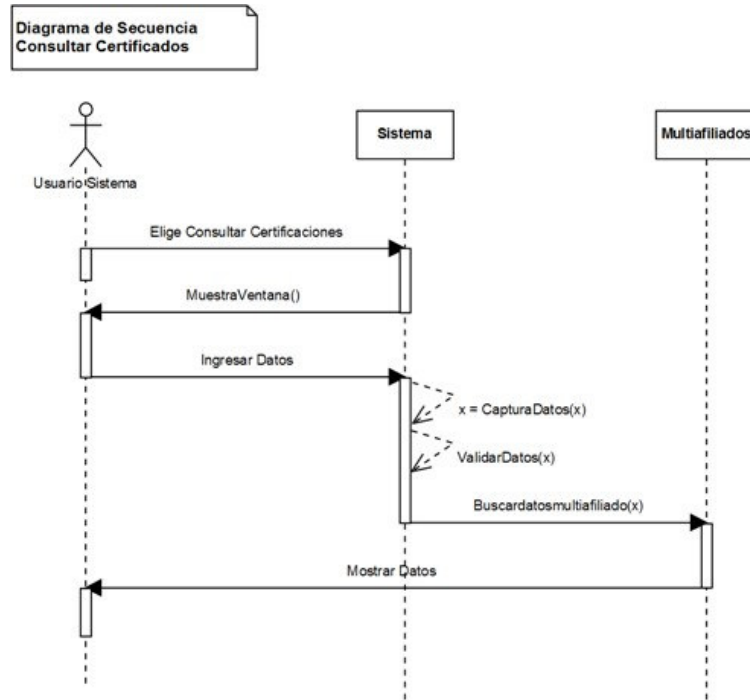 Diagrama de Secuencia
Consultar Certificados
Usuario Sistema
Sistema
Multiafiliados
Elige Consultar Certificaciones
MuestraVentana()
Ingresar Datos
x = CapturaDatos(x)
ValidarDatos(x)
Buscardatosmultiafiliado(x)
Mostrar Datos